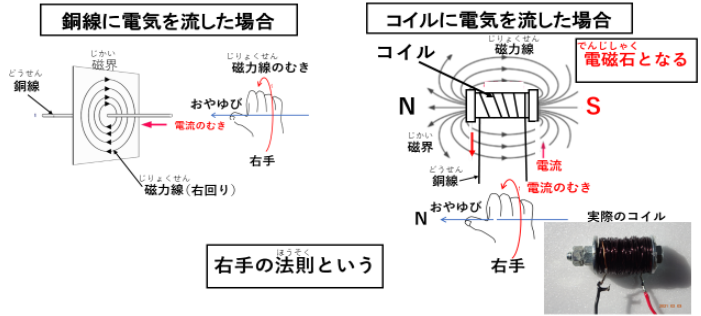 銅線に電気を流した場合
じかい
磁界
どうせん
銅線
じりょくせん
磁力線のむき
おやゆび
電流のむき
右手
じりょくせん
磁力線(右回り)
コイルに電気を流した場合
コイル
じりょくせん
磁力線
でんじしゃく
電磁石となる
N
S
じかい
磁界
どうせん
銅線
電流
電流のむき
N
おやゆび
右手
実際のコイル
ほうそく
右手の法則という